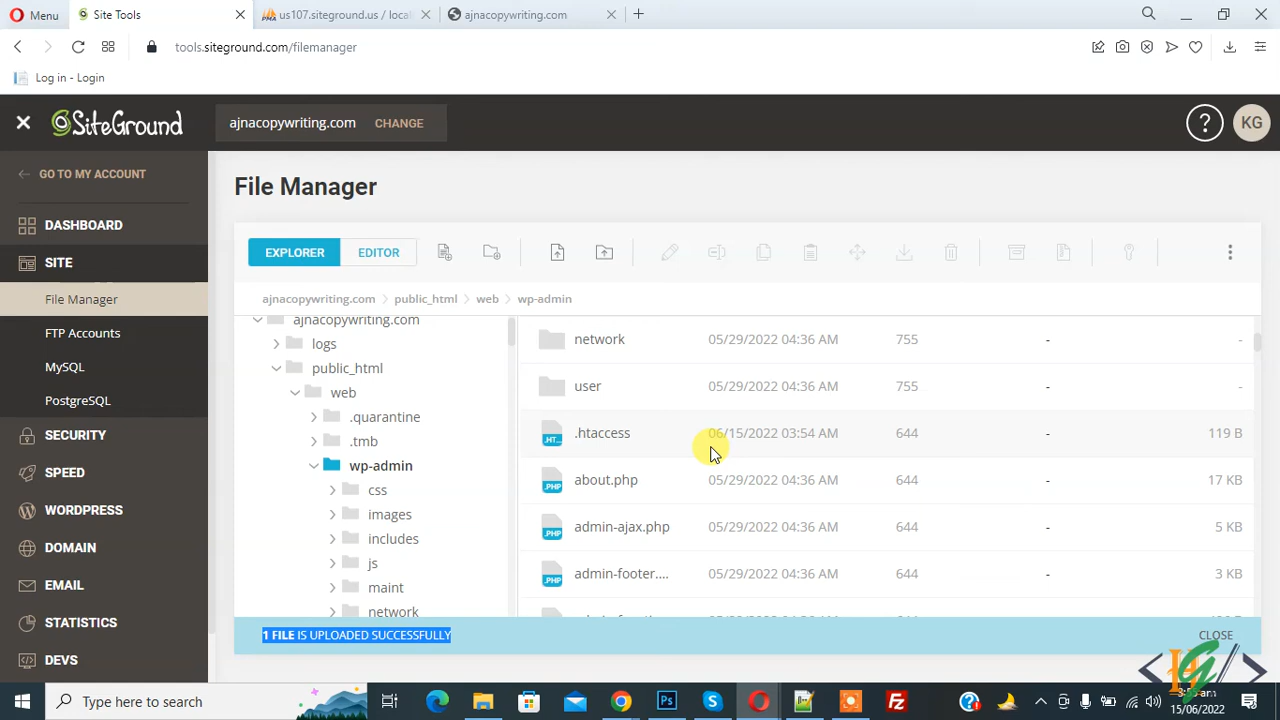 Menu
Site Tools
us107.siteground.us / local
ajnacopywriting.com
tools.siteground.com/filemanager
Log in - Login
SiteGround
ajnacopywriting.com CHANGE
?
KG
GO TO MY ACCOUNT
DASHBOARD
SITE
File Manager
FTP Accounts
MySQL
PostgreSQL
SECURITY
SPEED
WORDPRESS
DOMAIN
EMAIL
STATISTICS
DEVS
File Manager
EXPLORER EDITOR
ajnacopywriting.com > public_html > web > wp-admin
ajnacopywriting.com
logs
public_html
web
.quarantine
.tmb
wp-admin
css
images
includes
js
maint
network
network 05/29/2022 04:36 AM 755 - -
user 05/29/2022 04:36 AM 755 - -
.htaccess 06/15/2022 03:54 AM 644 - 119 B
about.php 05/29/2022 04:36 AM 644 - 17 KB
admin-ajax.php 05/29/2022 04:36 AM 644 - 5 KB
admin-footer.... 05/29/2022 04:36 AM 644 - 3 KB
1 FILE IS UPLOADED SUCCESSFULLY
CLOSE
Type here to search
15/06/2022